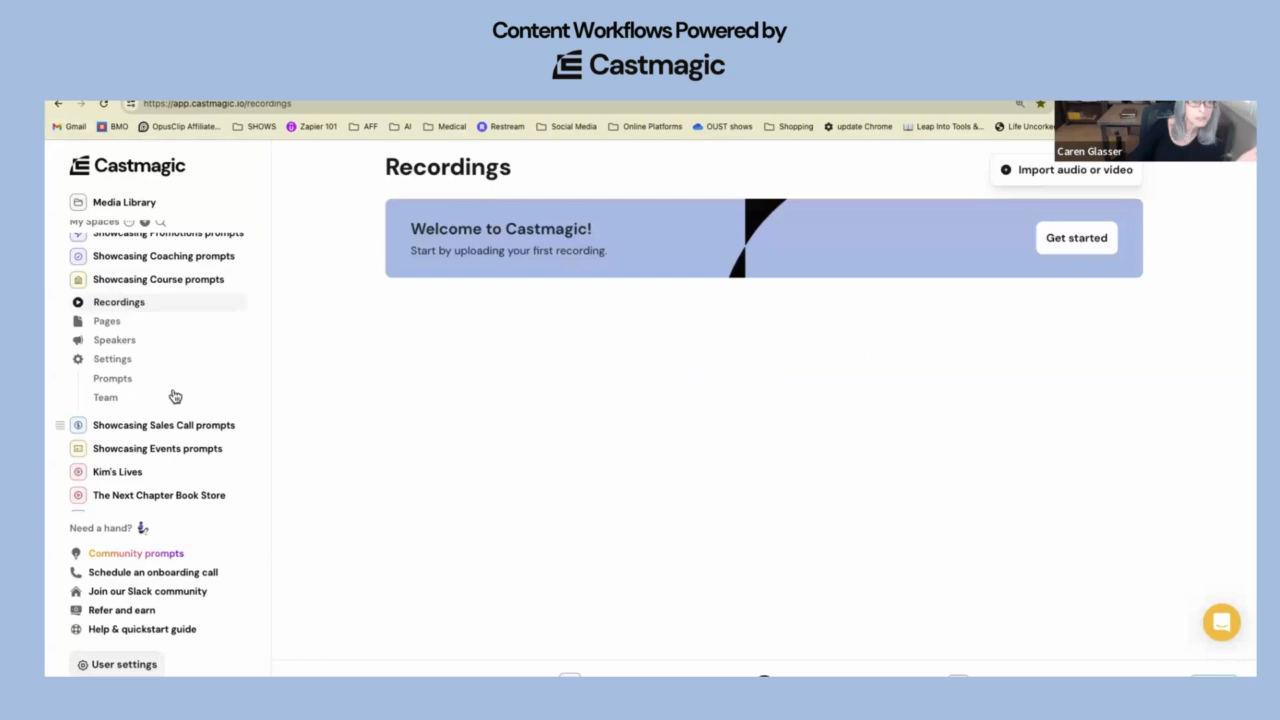 Content Workflows Powered by
Castmagic
https://app.castmagic.io/recordings
Gmail BMO OpusClip Affiliate... SHOWS Zapier 101 AFF AI Medical Restream Social Media Online Platforms OUST shows Shopping update Chrome Leap Into Tools &... Life Uncorke
Caren Glasser
Castmagic
Media Library
My Spaces
Showcasing Promotions prompts
Showcasing Coaching prompts
Showcasing Course prompts
Recordings
Pages
Speakers
Settings
Prompts
Team
Showcasing Sales Call prompts
Showcasing Events prompts
Kim's Lives
The Next Chapter Book Store
Need a hand?
Community prompts
Schedule an onboarding call
Join our Slack community
Refer and earn
Help & quickstart guide
User settings
Recordings
Import audio or video
Welcome to Castmagic!
Start by uploading your first recording.
Get started